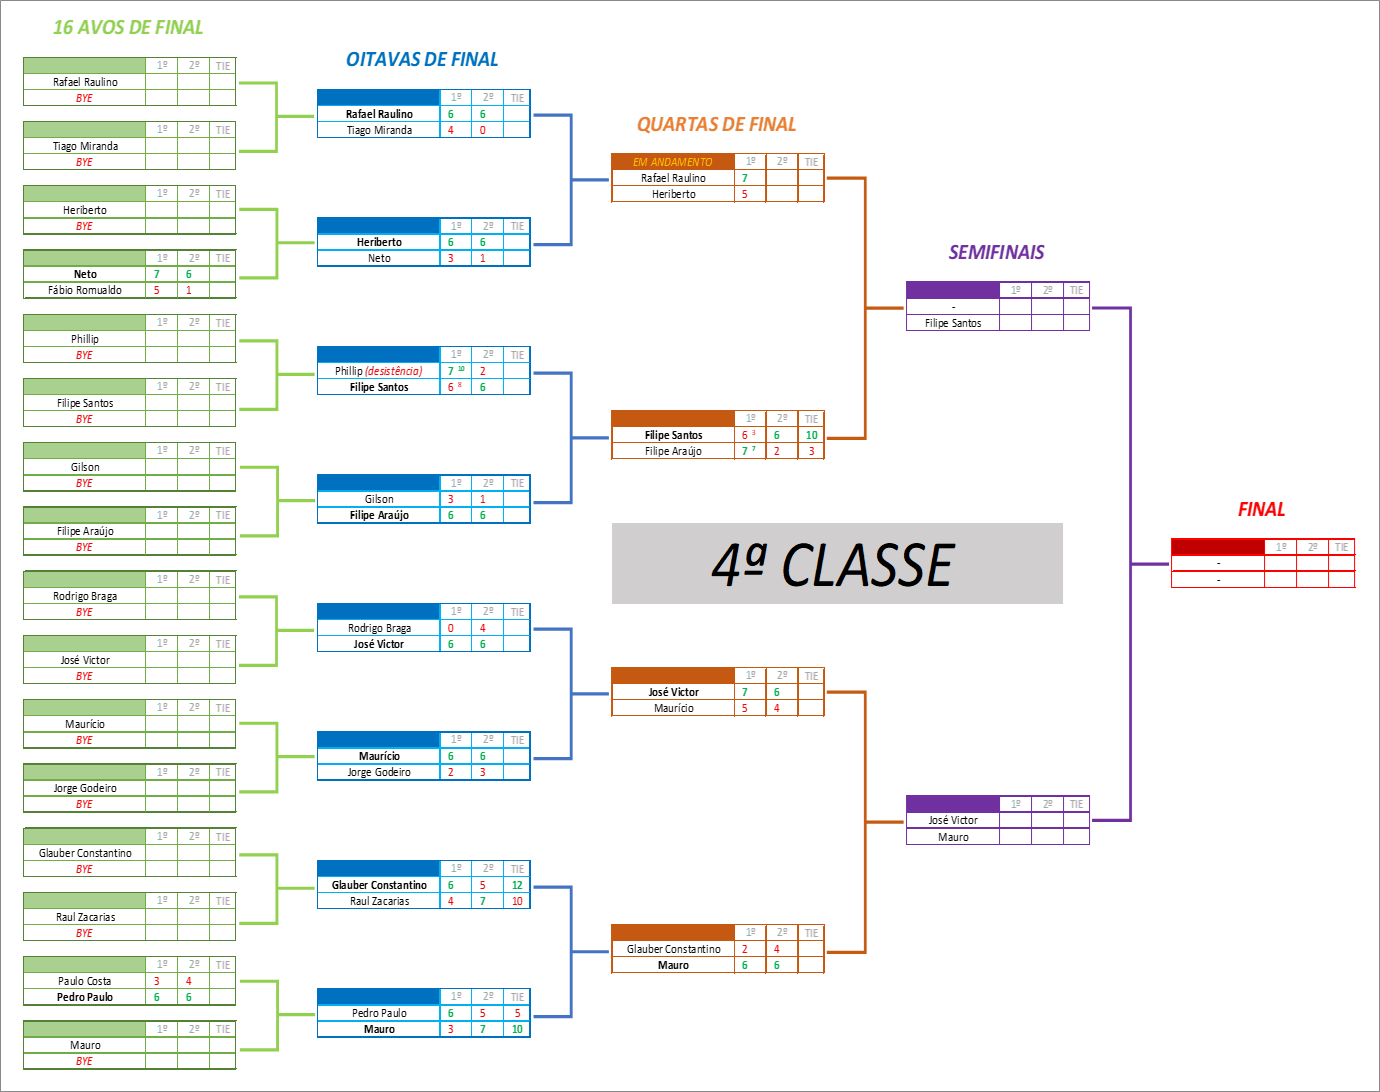 16 AVOS DE FINAL
1º 2º TIE
Rafael Raulino
BYE
1º 2º TIE
Tiago Miranda
BYE
1º 2º TIE
Heriberto
BYE
1º 2º TIE
Neto 7 6
Fábio Romualdo 5 1
1º 2º TIE
Phillip
BYE
1º 2º TIE
Filipe Santos
BYE
1º 2º TIE
Gilson
BYE
1º 2º TIE
Filipe Araújo
BYE
1º 2º TIE
Rodrigo Braga
BYE
1º 2º TIE
José Victor
BYE
1º 2º TIE
Maurício
BYE
1º 2º TIE
Jorge Godeiro
BYE
1º 2º TIE
Glauber Constantino
BYE
1º 2º TIE
Raul Zacarias
BYE
1º 2º TIE
Paulo Costa 3 4
Pedro Paulo 6 6
1º 2º TIE
Mauro
BYE
OITAVAS DE FINAL
1º 2º TIE
Rafael Raulino 6 6
Tiago Miranda 4 0
1º 2º TIE
Heriberto 6 6
Neto 3 1
1º 2º TIE
Phillip (desistência) 7 10 2
Filipe Santos 6 8 6
1º 2º TIE
Gilson 3 1
Filipe Araújo 6 6
1º 2º TIE
Rodrigo Braga 0 4
José Victor 6 6
1º 2º TIE
Maurício 6 6
Jorge Godeiro 2 3
1º 2º TIE
Glauber Constantino 6 5 12
Raul Zacarias 4 7 10
1º 2º TIE
Pedro Paulo 6 5 5
Mauro 3 7 10
QUARTAS DE FINAL
EM ANDAMENTO 1º 2º TIE
Rafael Raulino 7
Heriberto 5
1º 2º TIE
Filipe Santos 6 3 6 10
Filipe Araújo 7 7 2 3
4ª CLASSE
1º 2º TIE
José Victor 7 6
Maurício 5 4
1º 2º TIE
Glauber Constantino 2 4
Mauro 6 6
SEMIFINAIS
1º 2º TIE
-
Filipe Santos
1º 2º TIE
José Victor
Mauro
FINAL
1º 2º TIE
-
-